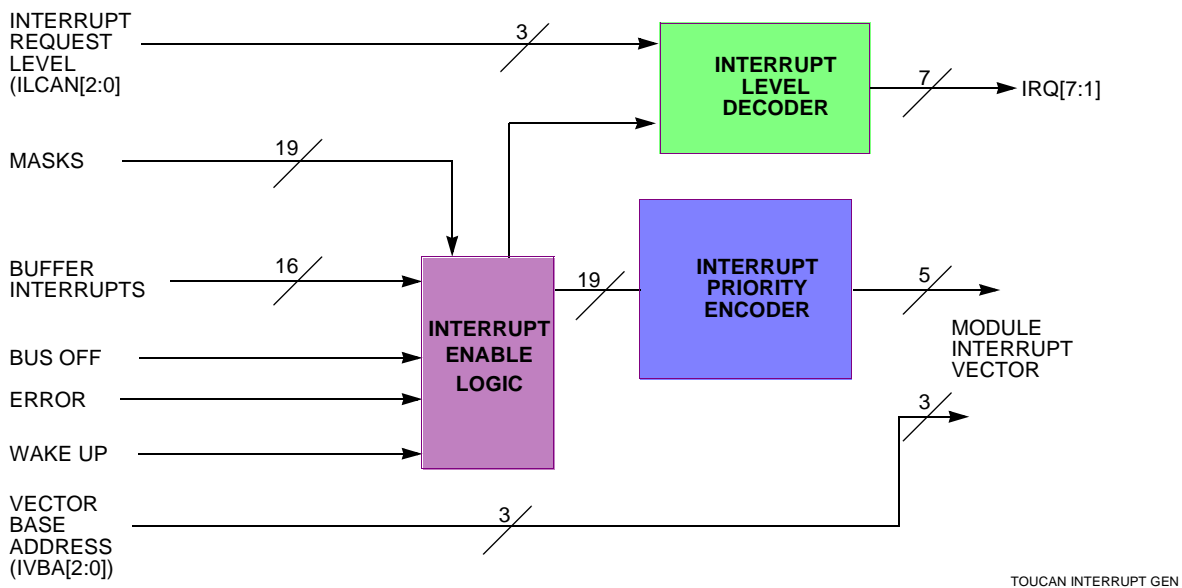 INTERRUPT
REQUEST
LEVEL
(ILCAN[2:0]
3
INTERRUPT
LEVEL
DECODER
7
IRQ[7:1]
MASKS
19
BUFFER
INTERRUPTS
16
INTERRUPT
ENABLE
LOGIC
19
INTERRUPT
PRIORITY
ENCODER
5
MODULE
INTERRUPT
VECTOR
BUS OFF
ERROR
3
WAKE UP
VECTOR
BASE
ADDRESS
(IVBA[2:0])
3
TOUCAN INTERRUPT GEN